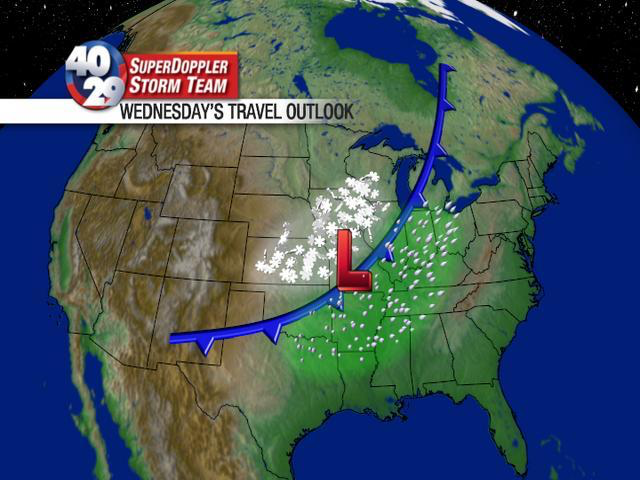 40
29
SUPERDOPPLER
STORM TEAM
WEDNESDAY'S TRAVEL OUTLOOK
L